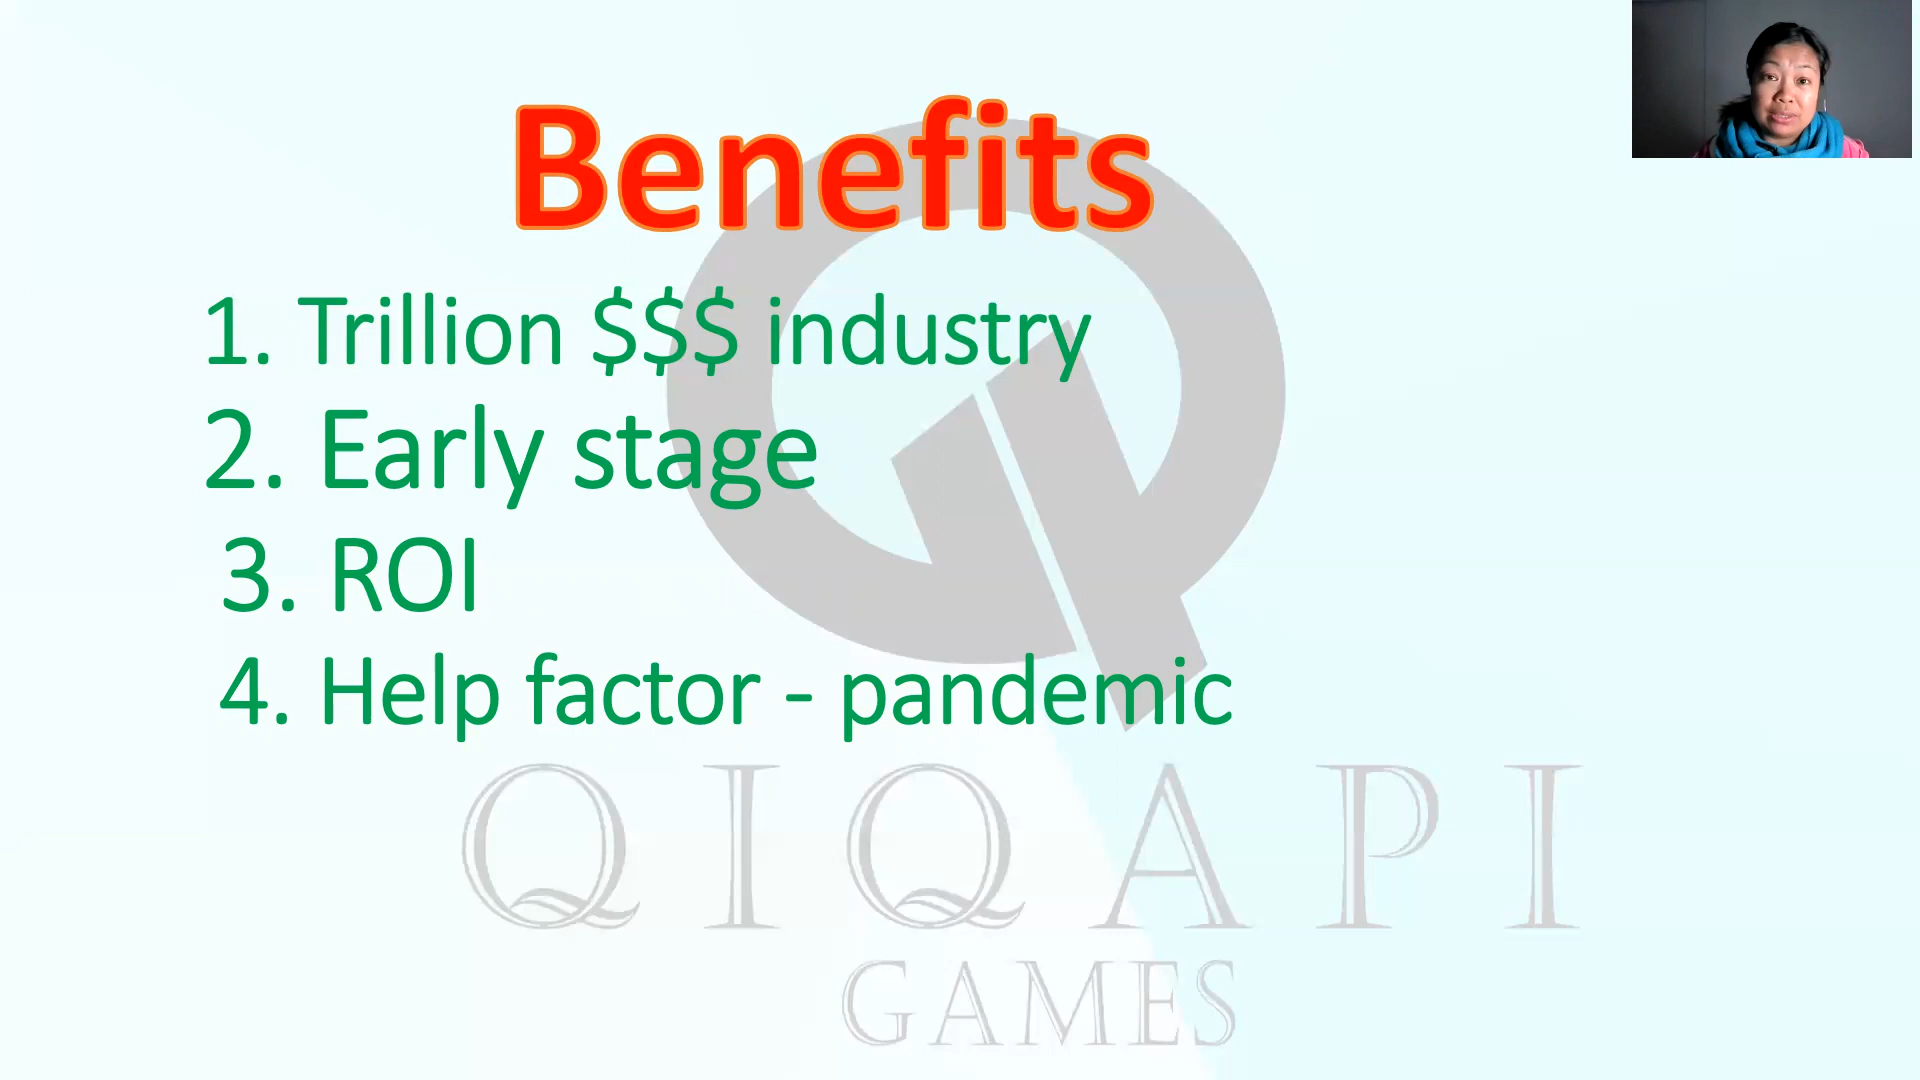 Benefits
1. Trillion $$$ industry
2. Early stage
3. ROI
4. Help factor - pandemic
QIQAPI
GAMES